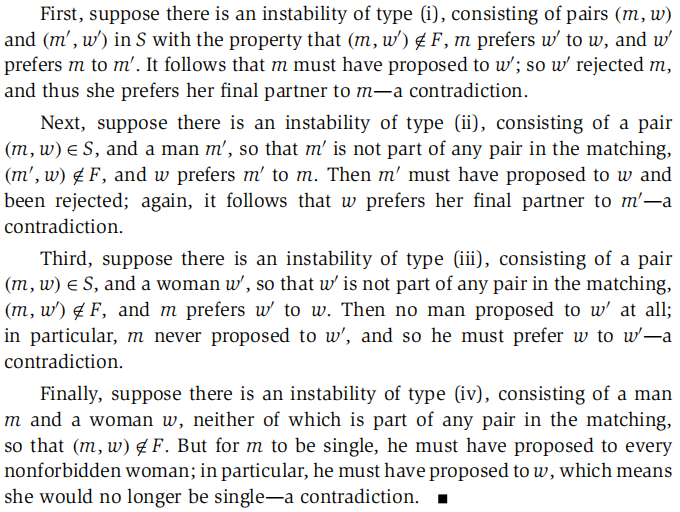 First, suppose there is an instability of type (i), consisting of pairs (m, w)
and (m′, w′) in S with the property that (m, w′) ∉ F, m prefers w′ to w, and w′
prefers m to m′. It follows that m must have proposed to w′; so w′ rejected m,
and thus she prefers her final partner to m—a contradiction.
Next, suppose there is an instability of type (ii), consisting of a pair
(m, w) ∈ S, and a man m′, so that m′ is not part of any pair in the matching,
(m′, w) ∉ F, and w prefers m′ to m. Then m′ must have proposed to w and
been rejected; again, it follows that w prefers her final partner to m′—a
contradiction.
Third, suppose there is an instability of type (iii), consisting of a pair
(m, w) ∈ S, and a woman w′, so that w′ is not part of any pair in the matching,
(m, w′) ∉ F, and m prefers w′ to w. Then no man proposed to w′ at all;
in particular, m never proposed to w′, and so he must prefer w to w′—a
contradiction.
Finally, suppose there is an instability of type (iv), consisting of a man
m and a woman w, neither of which is part of any pair in the matching,
so that (m, w) ∉ F. But for m to be single, he must have proposed to every
nonforbidden woman; in particular, he must have proposed to w, which means
she would no longer be single—a contradiction. ■